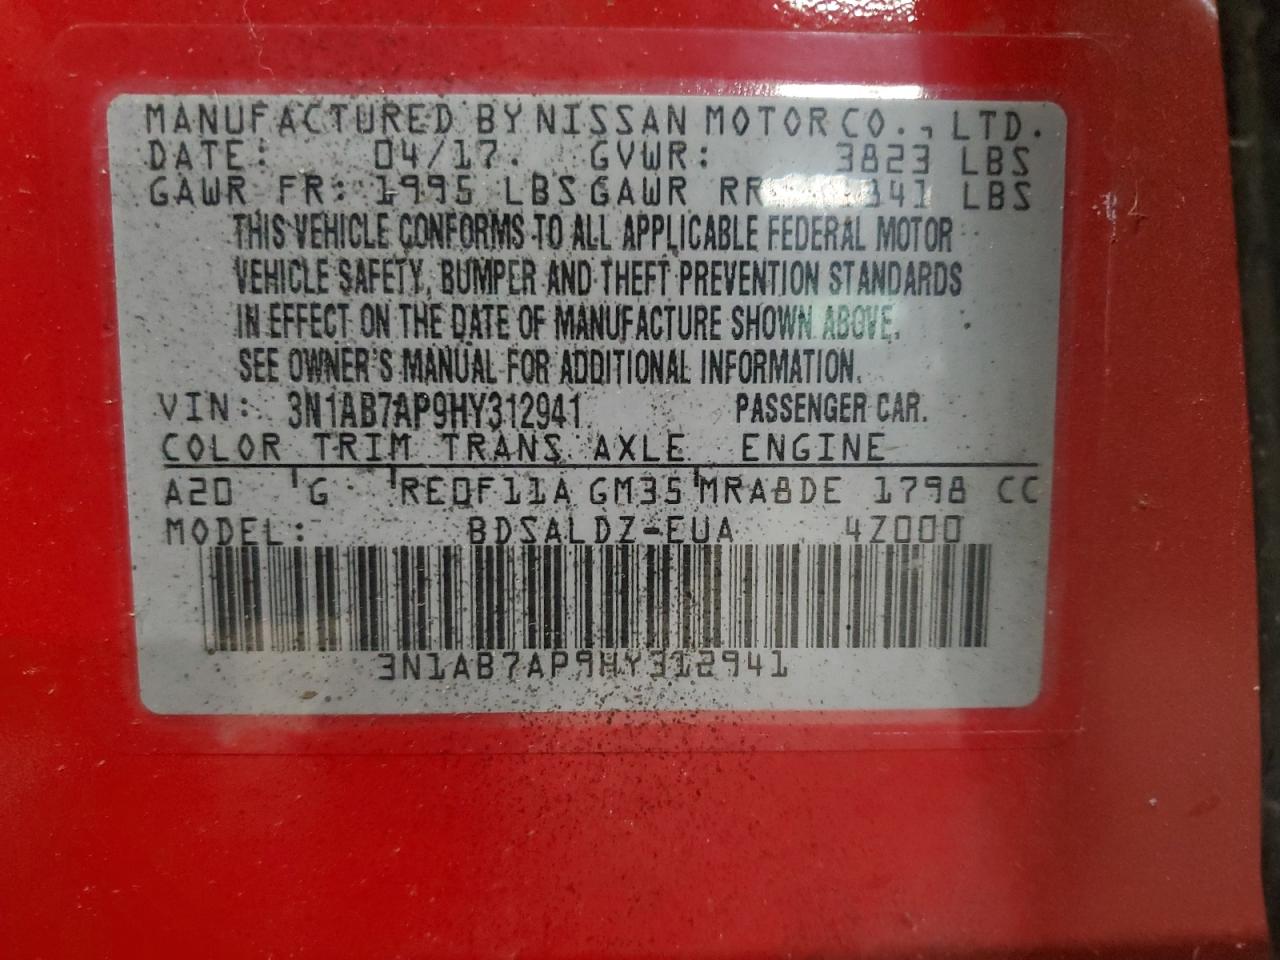 MANUFACTURED BY NISSAN MOTOR CO., LTD.
DATE: 04/17. GVWR: 3823 LBS
GAWR FR: 1995 LBS GAWR RR: LBS
THIS VEHICLE CONFORMS TO ALL APPLICABLE FEDERAL MOTOR
VEHICLE SAFETY, BUMPER AND THEFT PREVENTION STANDARDS
IN EFFECT ON THE DATE OF MANUFACTURE SHOWN ABOVE.
SEE OWNER'S MANUAL FOR ADDITIONAL INFORMATION.
VIN: 3N1AB7AP9HY312941 PASSENGER CAR.
COLOR TRIM TRANS AXLE ENGINE
A20 'G 'RE0F11A GM35'MRA8DE 1798 CC
MODEL: BDSALDZ-EUA 4Z000
3N1AB7AP9HY312941